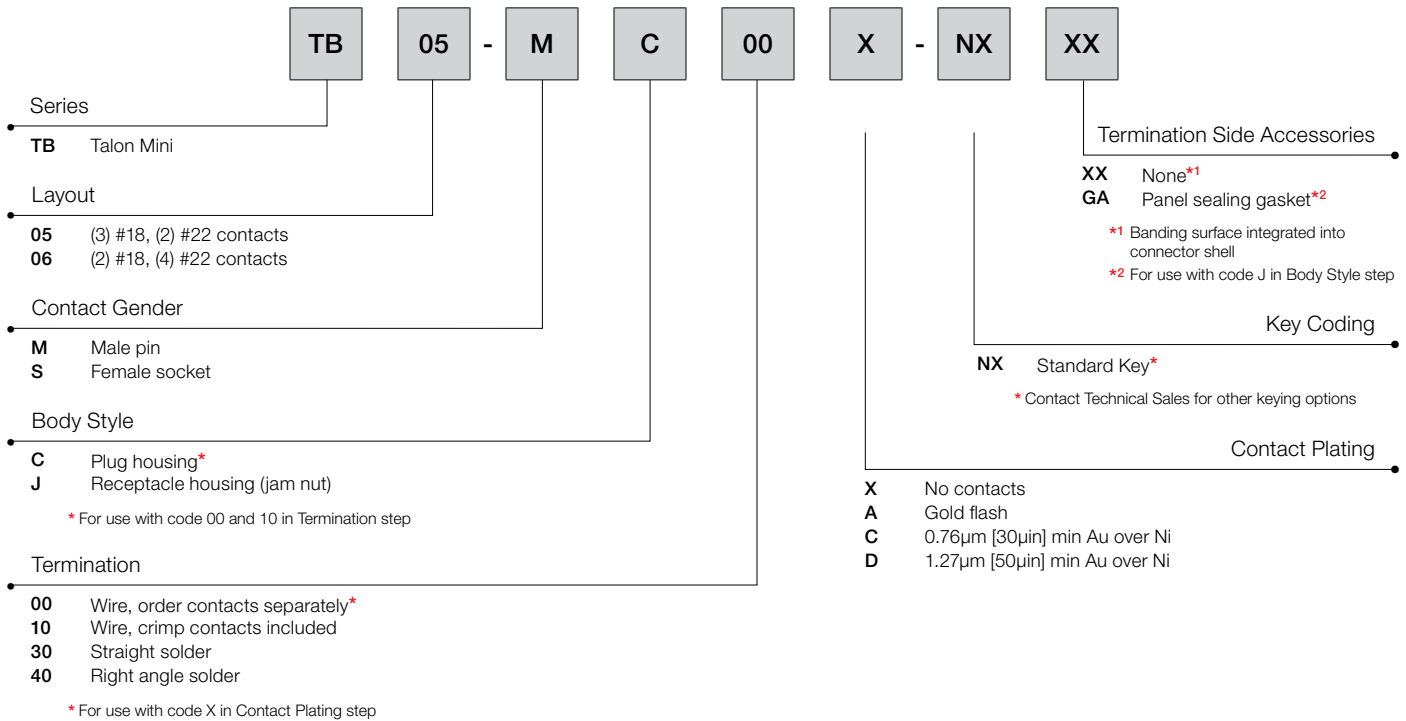 TB 05 - M C 00 X - NX XX
Series
TB Talon Mini
Layout
05 (3) #18, (2) #22 contacts
06 (2) #18, (4) #22 contacts
Contact Gender
M Male pin
S Female socket
Body Style
C Plug housing*
J Receptacle housing (jam nut)
* For use with code 00 and 10 in Termination step
Termination
00 Wire, order contacts separately*
10 Wire, crimp contacts included
30 Straight solder
40 Right angle solder
* For use with code X in Contact Plating step
Termination Side Accessories
XX None*1
GA Panel sealing gasket*2
*1 Banding surface integrated into
connector shell
*2 For use with code J in Body Style step
Key Coding
NX Standard Key*
* Contact Technical Sales for other keying options
Contact Plating
X No contacts
A Gold flash
C 0.76µm [30µin] min Au over Ni
D 1.27µm [50µin] min Au over Ni